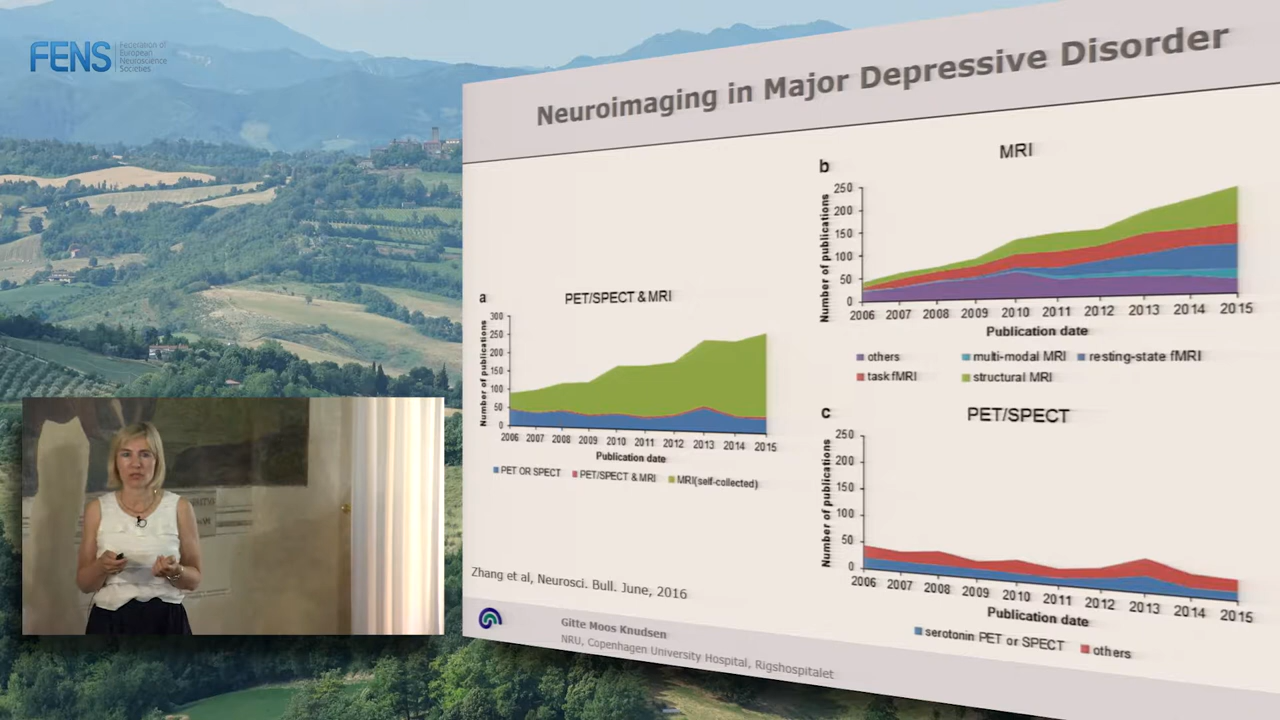 FENS
Federation of
European
Neuroscience
Societies
Neuroimaging in Major Depressive Disorder
a
PET/SPECT & MRI
Number of publications
300
250
200
150
100
50
0
2006 2007 2008 2009 2010 2011 2012 2013 2014 2015
Publication date
PET OR SPECT PET/SPECT & MRI MRI(self-collected)
b
MRI
Number of publications
250
200
150
100
50
0
2006 2007 2008 2009 2010 2011 2012 2013 2014 2015
Publication date
others multi-modal MRI resting-state fMRI
task fMRI structural MRI
c
PET/SPECT
Number of publications
250
200
150
100
50
0
2006 2007 2008 2009 2010 2011 2012 2013 2014 2015
Publication date
serotonin PET or SPECT others
Zhang et al, Neurosci. Bull. June, 2016
Gitte Moos Knudsen
NRU, Copenhagen University Hospital, Rigshospitalet